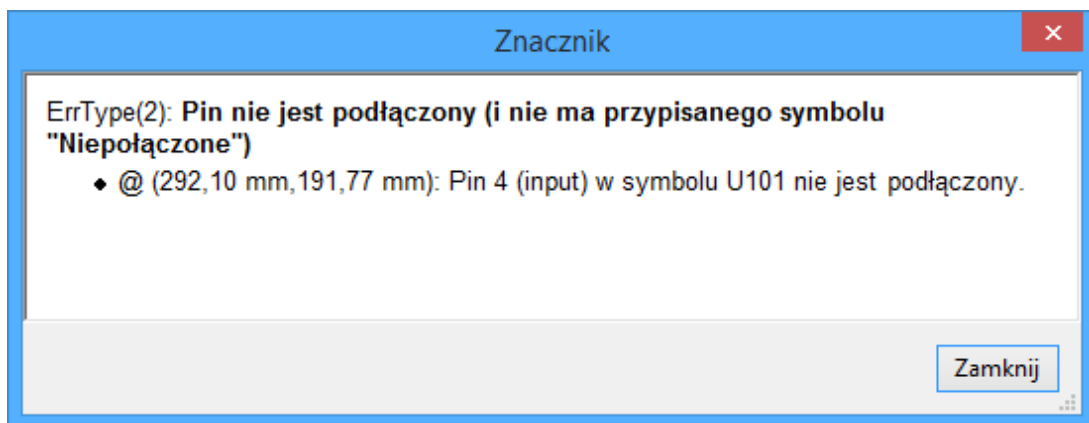 Znacznik
ErrType(2): Pin nie jest podłączony (i nie ma przypisanego symbolu
"Niepołączone")
◆ @ (292,10 mm,191,77 mm): Pin 4 (input) w symbolu U101 nie jest podłączony.
Zamknij